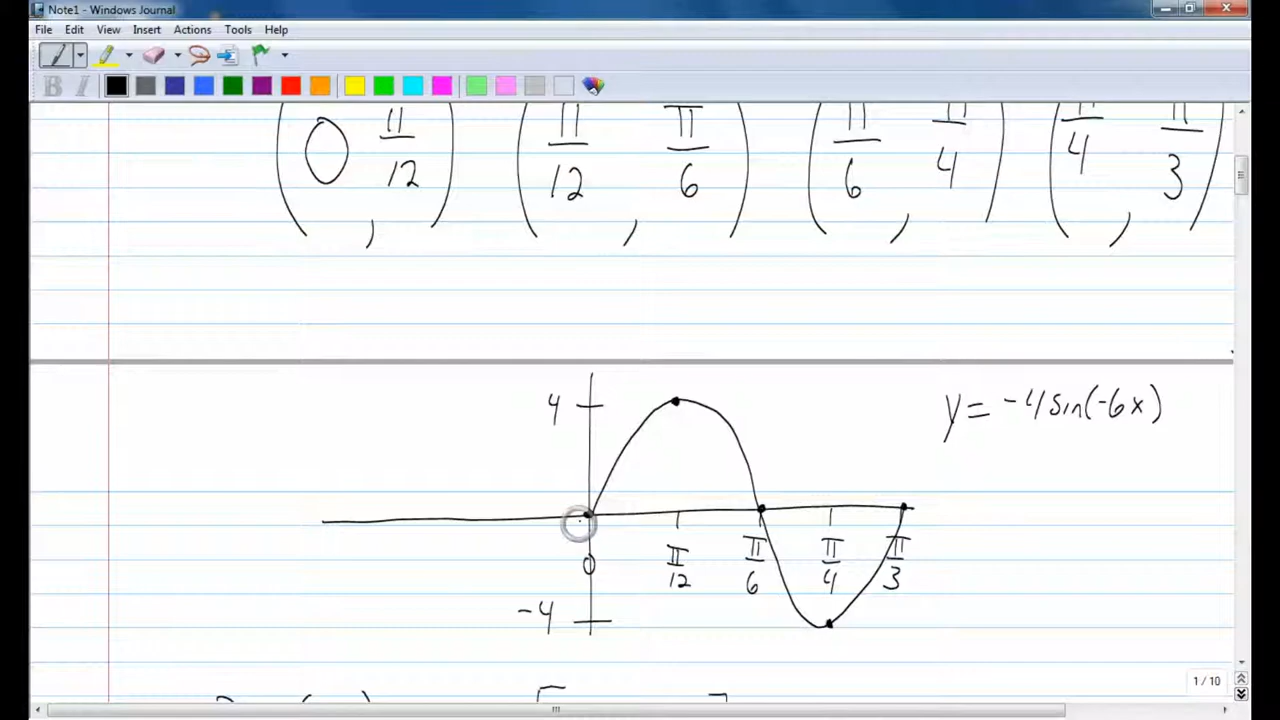 Note1 - Windows Journal
File Edit View Insert Actions Tools Help
B I
( 0 , π/12 ) ( π/12 , π/6 ) ( π/6 , π/4 ) ( π/4 , π/3 )
4 y = -4sin(-6x)
0 π/12 π/6 π/4 π/3
-4
1 / 10